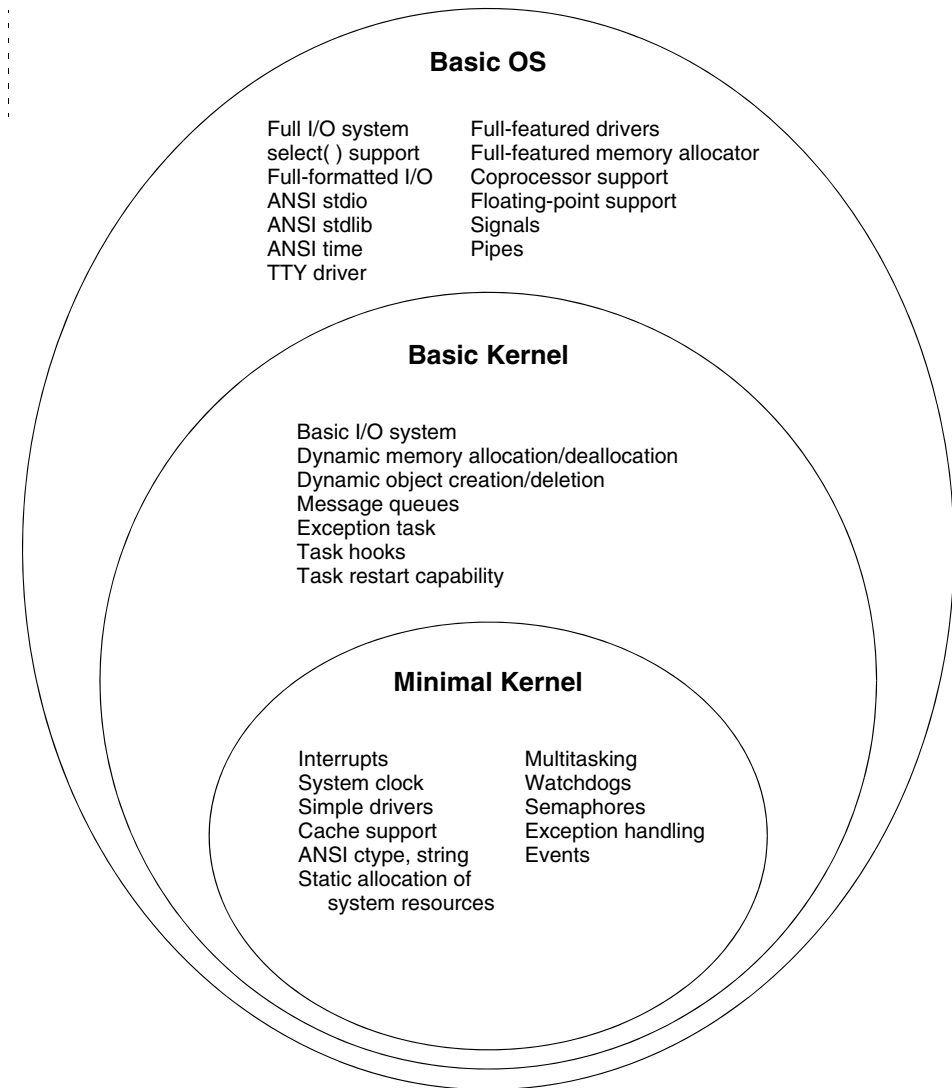 Basic OS
Full I/O system
select( ) support
Full-formatted I/O
ANSI stdio
ANSI stdlib
ANSI time
TTY driver
Full-featured drivers
Full-featured memory allocator
Coprocessor support
Floating-point support
Signals
Pipes
Basic Kernel
Basic I/O system
Dynamic memory allocation/deallocation
Dynamic object creation/deletion
Message queues
Exception task
Task hooks
Task restart capability
Minimal Kernel
Interrupts
System clock
Simple drivers
Cache support
ANSI ctype, string
Static allocation of
system resources
Multitasking
Watchdogs
Semaphores
Exception handling
Events